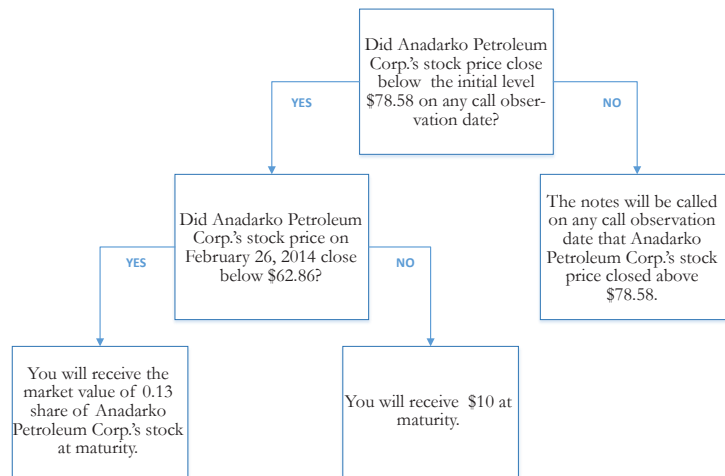 Did Anadarko Petroleum
Corp.'s stock price close
below the initial level
$78.58 on any call obser-
vation date?
YES
NO
Did Anadarko Petroleum
Corp.'s stock price on
February 26, 2014 close
below $62.86?
The notes will be called
on any call observation
date that Anadarko
Petroleum Corp.'s stock
price closed above
$78.58.
YES
NO
You will receive the
market value of 0.13
share of Anadarko
Petroleum Corp.'s stock
at maturity.
You will receive $10 at
maturity.